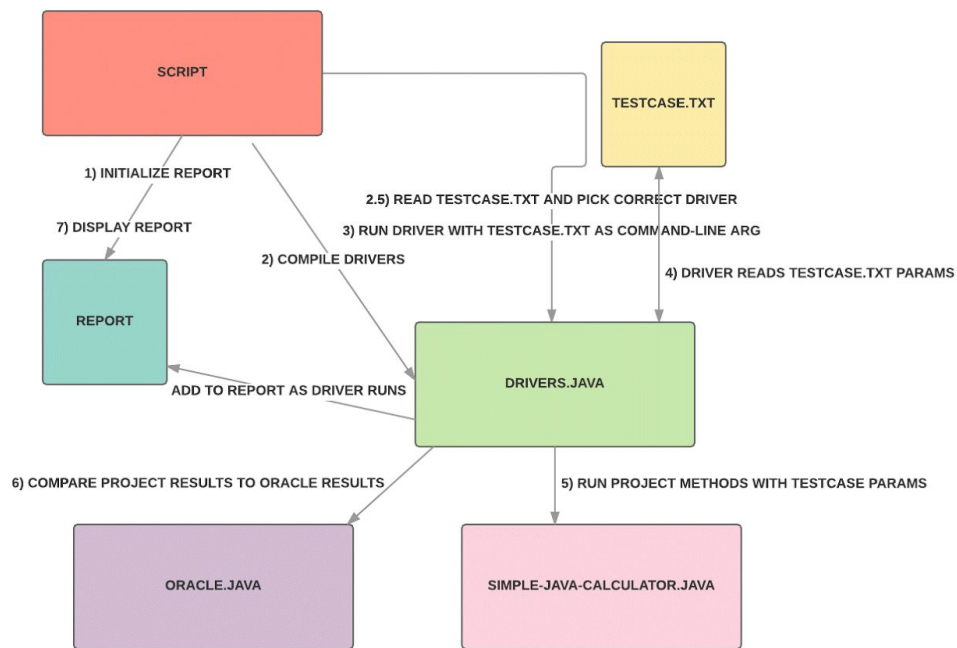 SCRIPT
TESTCASE.TXT
1) INITIALIZE REPORT
2.5) READ TESTCASE.TXT AND PICK CORRECT DRIVER
7) DISPLAY REPORT
3) RUN DRIVER WITH TESTCASE.TXT AS COMMAND-LINE ARG
2) COMPILE DRIVERS
4) DRIVER READS TESTCASE.TXT PARAMS
REPORT
DRIVERS.JAVA
ADD TO REPORT AS DRIVER RUNS
6) COMPARE PROJECT RESULTS TO ORACLE RESULTS
5) RUN PROJECT METHODS WITH TESTCASE PARAMS
ORACLE.JAVA
SIMPLE-JAVA-CALCULATOR.JAVA